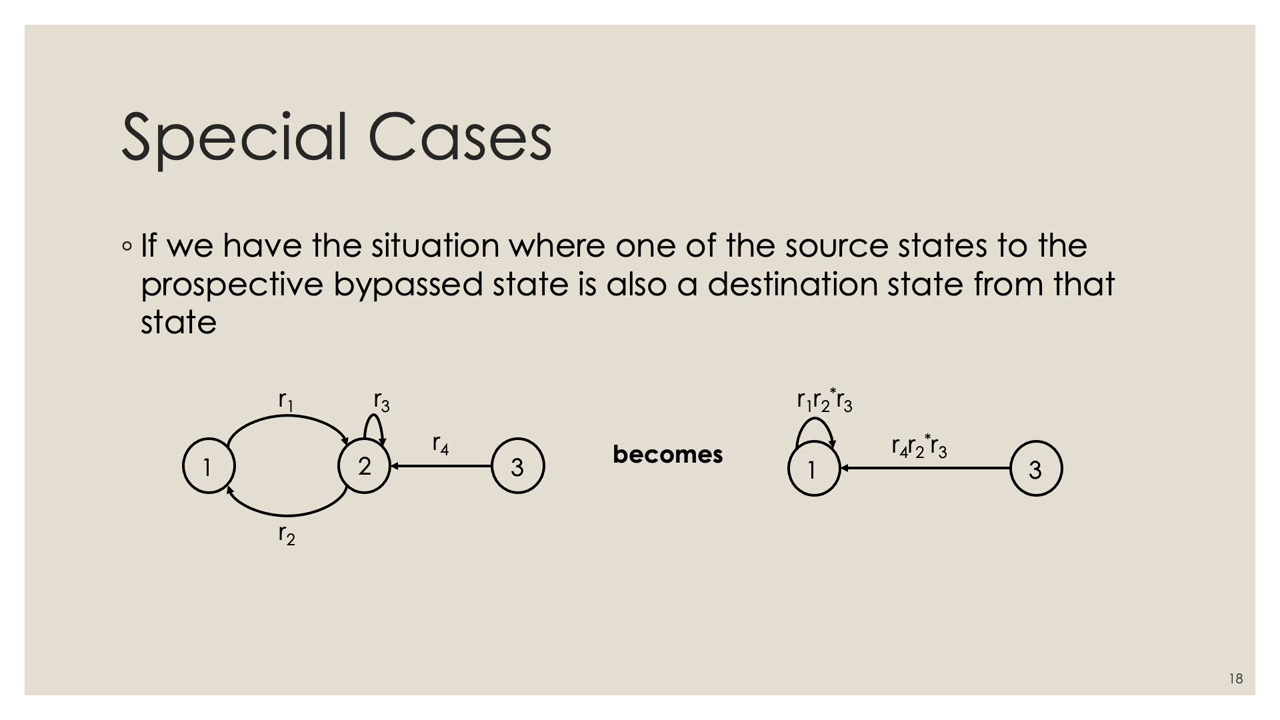 Special Cases
◦ If we have the situation where one of the source states to the
prospective bypassed state is also a destination state from that
state
r₁ r₃ r₁r₂*r₃
r₄ r₄r₂*r₃
1 2 3 becomes 1 3
r₂
18